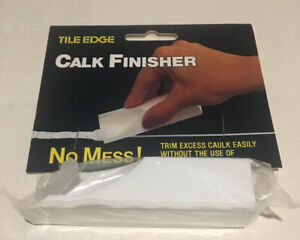 TILE EDGE
CALK FINISHER
NO MESS!
TRIM EXCESS CAULK EASILY
WITHOUT THE USE OF